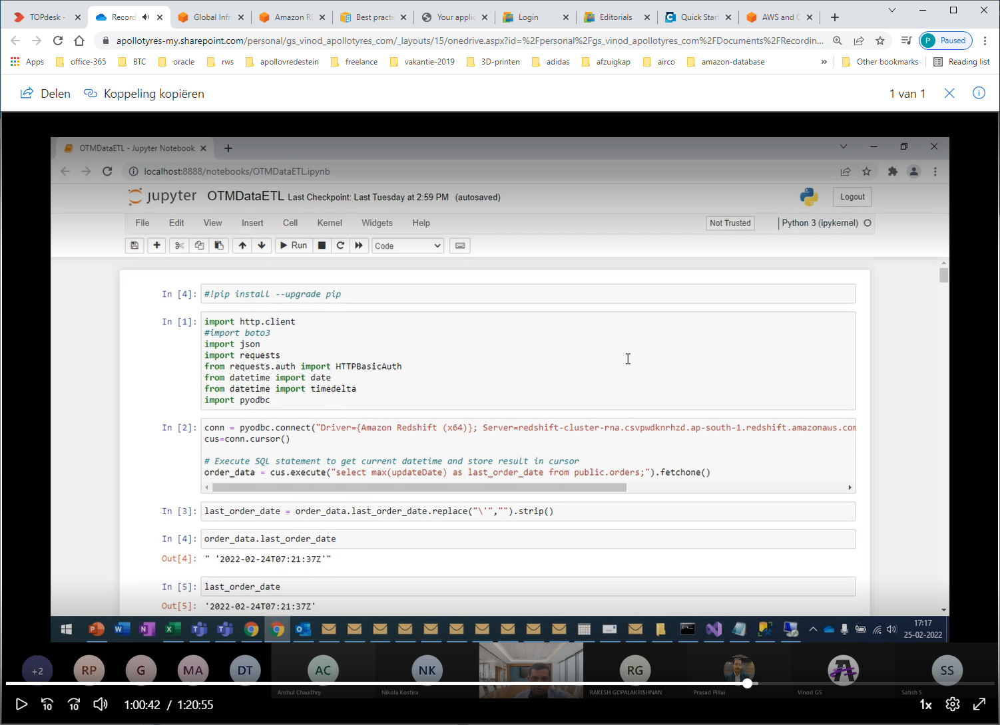 TOPdesk -
Record
Global Infra
Amazon RD
Best practi
Your applic
Login
Editorials
Quick Start
AWS and C
apollotyres-my.sharepoint.com/personal/gs_vinod_apollotyres_com/_layouts/15/onedrive.aspx?id=%2Fpersonal%2Fgs_vinod_apollotyres_com%2FDocuments%2FRecordin...
P Paused
Apps office-365 BTC oracle rws apollovredestein freelance vakantie-2019 3D-printen adidas afzuigkap airco amazon-database » Other bookmarks Reading list
Delen Koppeling kopiëren 1 van 1
OTMDataETL - Jupyter Notebook
localhost:8888/notebooks/OTMDataETL.ipynb
jupyter OTMDataETL Last Checkpoint: Last Tuesday at 2:59 PM (autosaved) Logout
File Edit View Insert Cell Kernel Widgets Help Not Trusted Python 3 (ipykernel)
Run Code
In [4]: #!pip install --upgrade pip
In [1]: import http.client
#import boto3
import json
import requests
from requests.auth import HTTPBasicAuth
from datetime import date
from datetime import timedelta
import pyodbc
In [2]: conn = pyodbc.connect("Driver={Amazon Redshift (x64)}; Server=redshift-cluster-rna.csvpwdknrhzd.ap-south-1.redshift.amazonaws.com
cus=conn.cursor()
# Execute SQL statement to get current datetime and store result in cursor
order_data = cus.execute("select max(updateDate) as last_order_date from public.orders;").fetchone()
In [3]: last_order_date = order_data.last_order_date.replace("\'","").strip()
In [4]: order_data.last_order_date
Out[4]: " '2022-02-24T07:21:37Z'"
In [5]: last_order_date
Out[5]: '2022-02-24T07:21:37Z'
17:17
25-02-2022
+2 RP G MA DT AC NK RG SS
Anshul Chaudhry Nikola Kostira RAKESH GOPALAKRISHNAN Prasad Pillai Vinod GS Satish S
10 10 1:00:42 / 1:20:55 1x